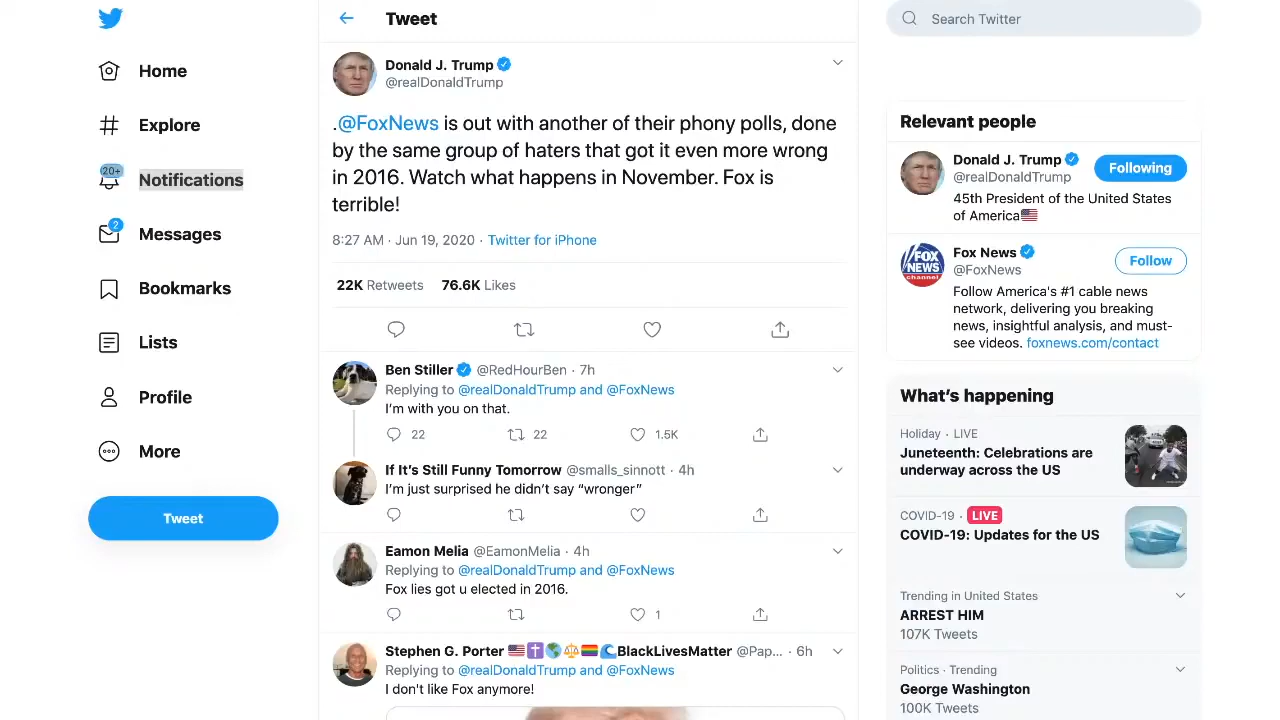 Tweet
Search Twitter
Home
Explore
20+
Notifications
2
Messages
Bookmarks
Lists
Profile
More
Tweet
Donald J. Trump
@realDonaldTrump
.@FoxNews is out with another of their phony polls, done
by the same group of haters that got it even more wrong
in 2016. Watch what happens in November. Fox is
terrible!
8:27 AM · Jun 19, 2020 · Twitter for iPhone
22K Retweets 76.6K Likes
Ben Stiller @RedHourBen · 7h
Replying to @realDonaldTrump and @FoxNews
I'm with you on that.
22 22 1.5K
If It's Still Funny Tomorrow @smalls_sinnott · 4h
I'm just surprised he didn't say “wronger”
Eamon Melia @EamonMelia · 4h
Replying to @realDonaldTrump and @FoxNews
Fox lies got u elected in 2016.
1
Stephen G. Porter 🇺🇸✝️🌎⚖️🏳️‍🌈🌊BlackLivesMatter @Pap... · 6h
Replying to @realDonaldTrump and @FoxNews
I don't like Fox anymore!
Relevant people
Donald J. Trump
@realDonaldTrump
Following
45th President of the United States
of America🇺🇸
FOX
NEWS
channel
Fox News
@FoxNews
Follow
Follow America's #1 cable news
network, delivering you breaking
news, insightful analysis, and must-
see videos. foxnews.com/contact
What's happening
Holiday · LIVE
Juneteenth: Celebrations are
underway across the US
COVID-19 · LIVE
COVID-19: Updates for the US
Trending in United States
ARREST HIM
107K Tweets
Politics · Trending
George Washington
100K Tweets